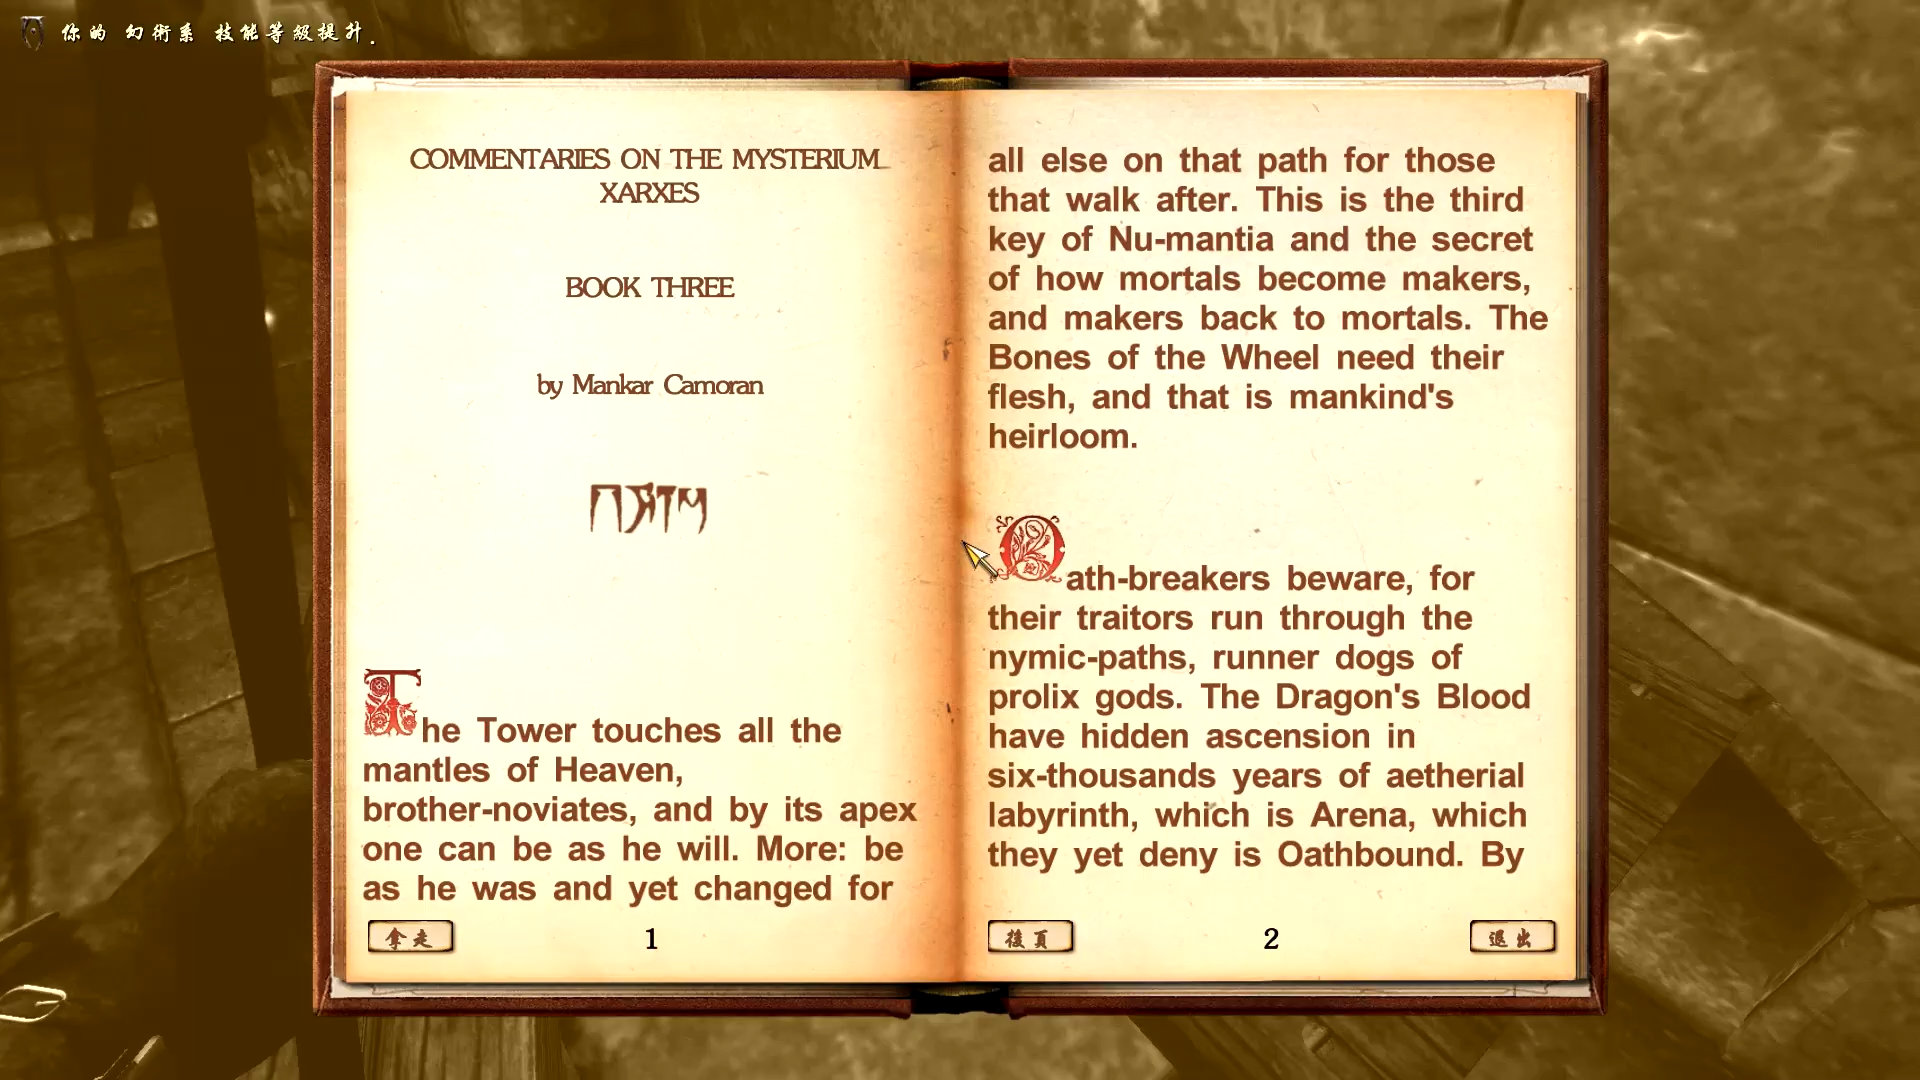 你的 幻術系 技能等級提升.
COMMENTARIES ON THE MYSTERIUM
XARXES
BOOK THREE
by Mankar Camoran
The Tower touches all the
mantles of Heaven,
brother-noviates, and by its apex
one can be as he will. More: be
as he was and yet changed for
拿走
1
all else on that path for those
that walk after. This is the third
key of Nu-mantia and the secret
of how mortals become makers,
and makers back to mortals. The
Bones of the Wheel need their
flesh, and that is mankind's
heirloom.
Oath-breakers beware, for
their traitors run through the
nymic-paths, runner dogs of
prolix gods. The Dragon's Blood
have hidden ascension in
six-thousands years of aetherial
labyrinth, which is Arena, which
they yet deny is Oathbound. By
後頁
2
退出